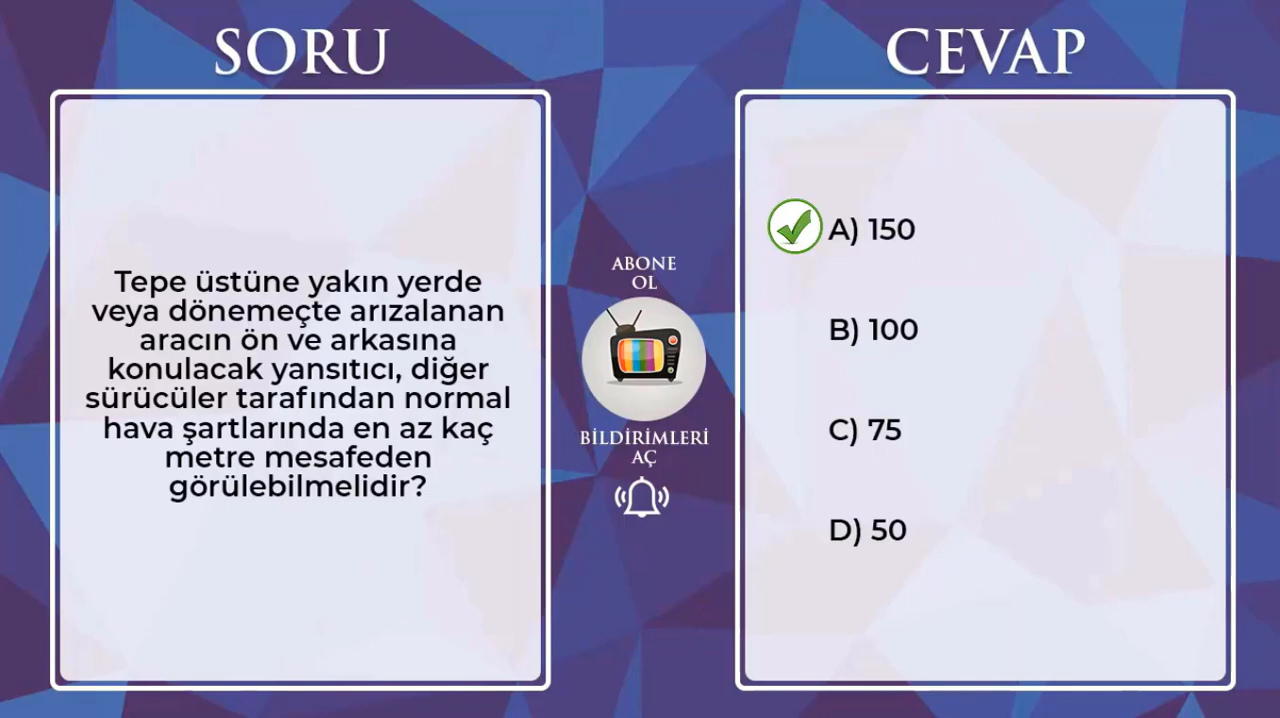 SORU
Tepe üstüne yakın yerde
veya dönemeçte arızalanan
aracın ön ve arkasına
konulacak yansıtıcı, diğer
sürücüler tarafından normal
hava şartlarında en az kaç
metre mesafeden
görülebilmelidir?
ABONE
OL
BİLDİRİMLERİ
AÇ
CEVAP
A) 150
B) 100
C) 75
D) 50